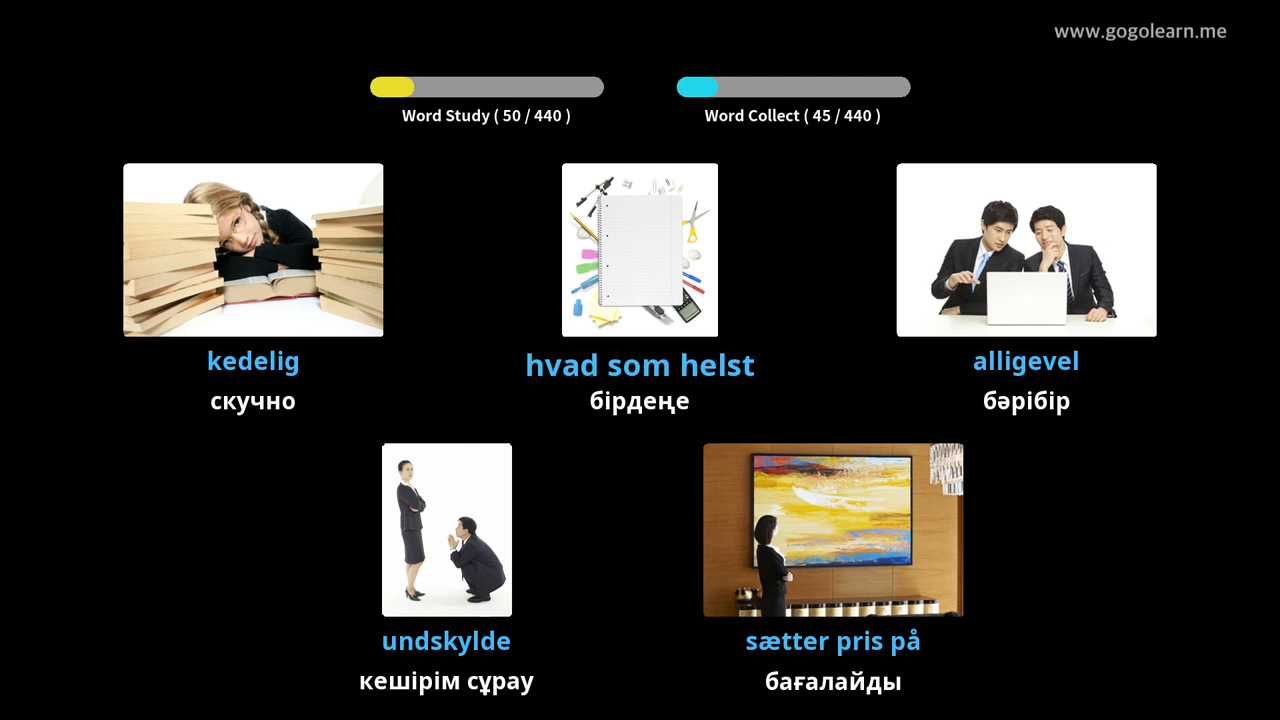 www.gogolearn.me
Word Study ( 50 / 440 )
Word Collect ( 45 / 440 )
kedelig
hvad som helst
alligevel
скучно
бірдеңе
бәрібір
undskylde
sætter pris på
кешірім сұрау
бағалайды